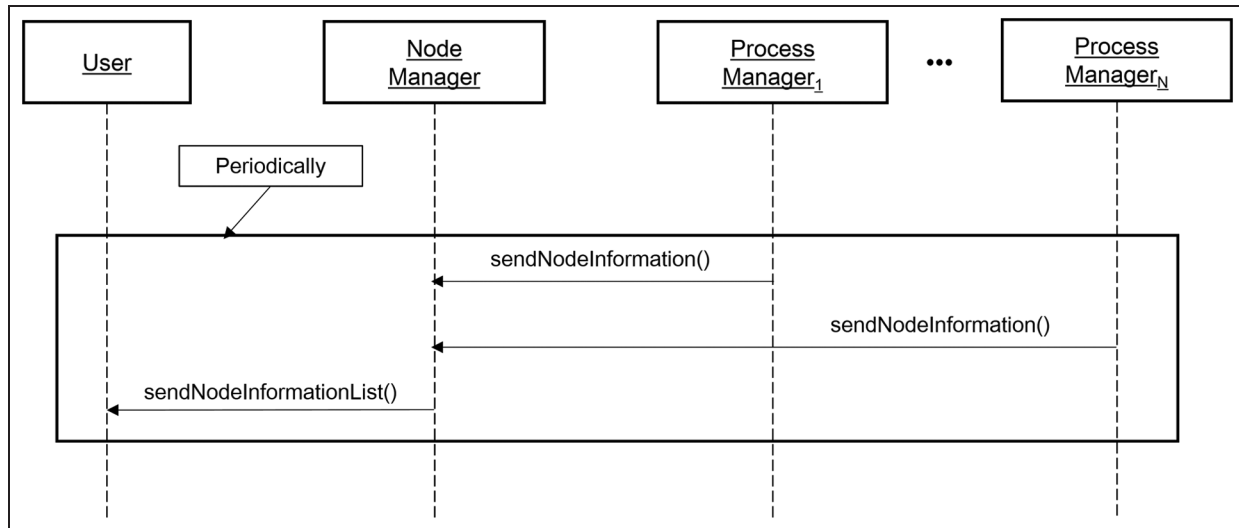 User
Node
Manager
Process
Manager1
•••
Process
ManagerN
Periodically
sendNodeInformation()
sendNodeInformation()
sendNodeInformationList()